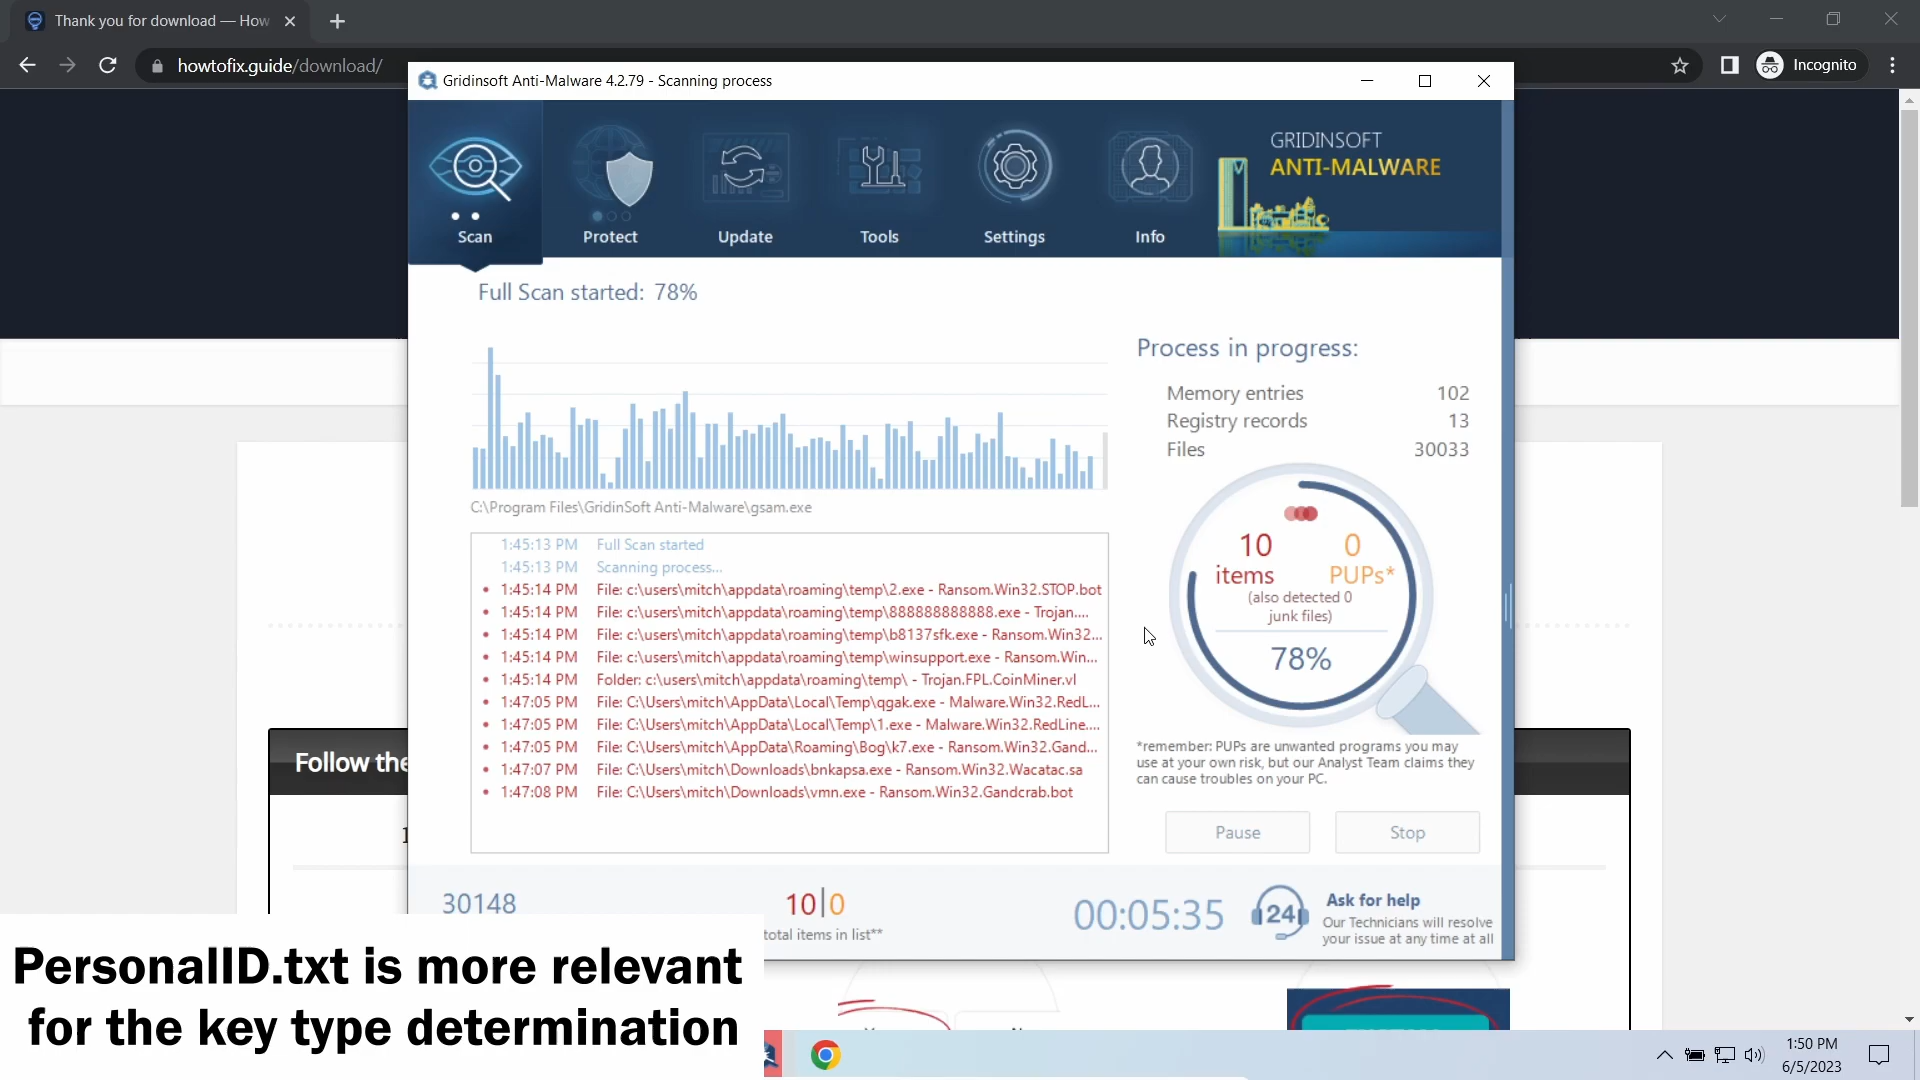 Thank you for download — How
howtofix.guide/download/
Incognito
Gridinsoft Anti-Malware 4.2.79 - Scanning process
Scan
Protect
Update
Tools
Settings
Info
GRIDINSOFT
ANTI-MALWARE
Full Scan started: 78%
C:\Program Files\GridinSoft Anti-Malware\gsam.exe
1:45:13 PM Full Scan started
1:45:13 PM Scanning process...
1:45:14 PM File: c:\users\mitch\appdata\roaming\temp\2.exe - Ransom.Win32.STOP.bot
1:45:14 PM File: c:\users\mitch\appdata\roaming\temp\888888888888.exe - Trojan....
1:45:14 PM File: c:\users\mitch\appdata\roaming\temp\b8137sfk.exe - Ransom.Win32...
1:45:14 PM File: c:\users\mitch\appdata\roaming\temp\winsupport.exe - Ransom.Win...
1:45:14 PM Folder: c:\users\mitch\appdata\roaming\temp\ - Trojan.FPL.CoinMiner.vl
1:47:05 PM File: C:\Users\mitch\AppData\Local\Temp\qgak.exe - Malware.Win32.RedL...
1:47:05 PM File: C:\Users\mitch\AppData\Local\Temp\1.exe - Malware.Win32.RedLine....
1:47:05 PM File: C:\Users\mitch\AppData\Roaming\Bog\k7.exe - Ransom.Win32.Gand...
1:47:07 PM File: C:\Users\mitch\Downloads\bnkapsa.exe - Ransom.Win32.Wacatac.sa
1:47:08 PM File: C:\Users\mitch\Downloads\vmn.exe - Ransom.Win32.Gandcrab.bot
Process in progress:
Memory entries 102
Registry records 13
Files 30033
10 0
items PUPs*
(also detected 0
junk files)
78%
*remember: PUPs are unwanted programs you may
use at your own risk, but our Analyst Team claims they
can cause troubles on your PC.
Pause
Stop
30148
10|0
total items in list**
00:05:35
24
Ask for help
Our Technicians will resolve
your issue at any time at all
Follow the
1
PersonalID.txt is more relevant
for the key type determination
1:50 PM
6/5/2023